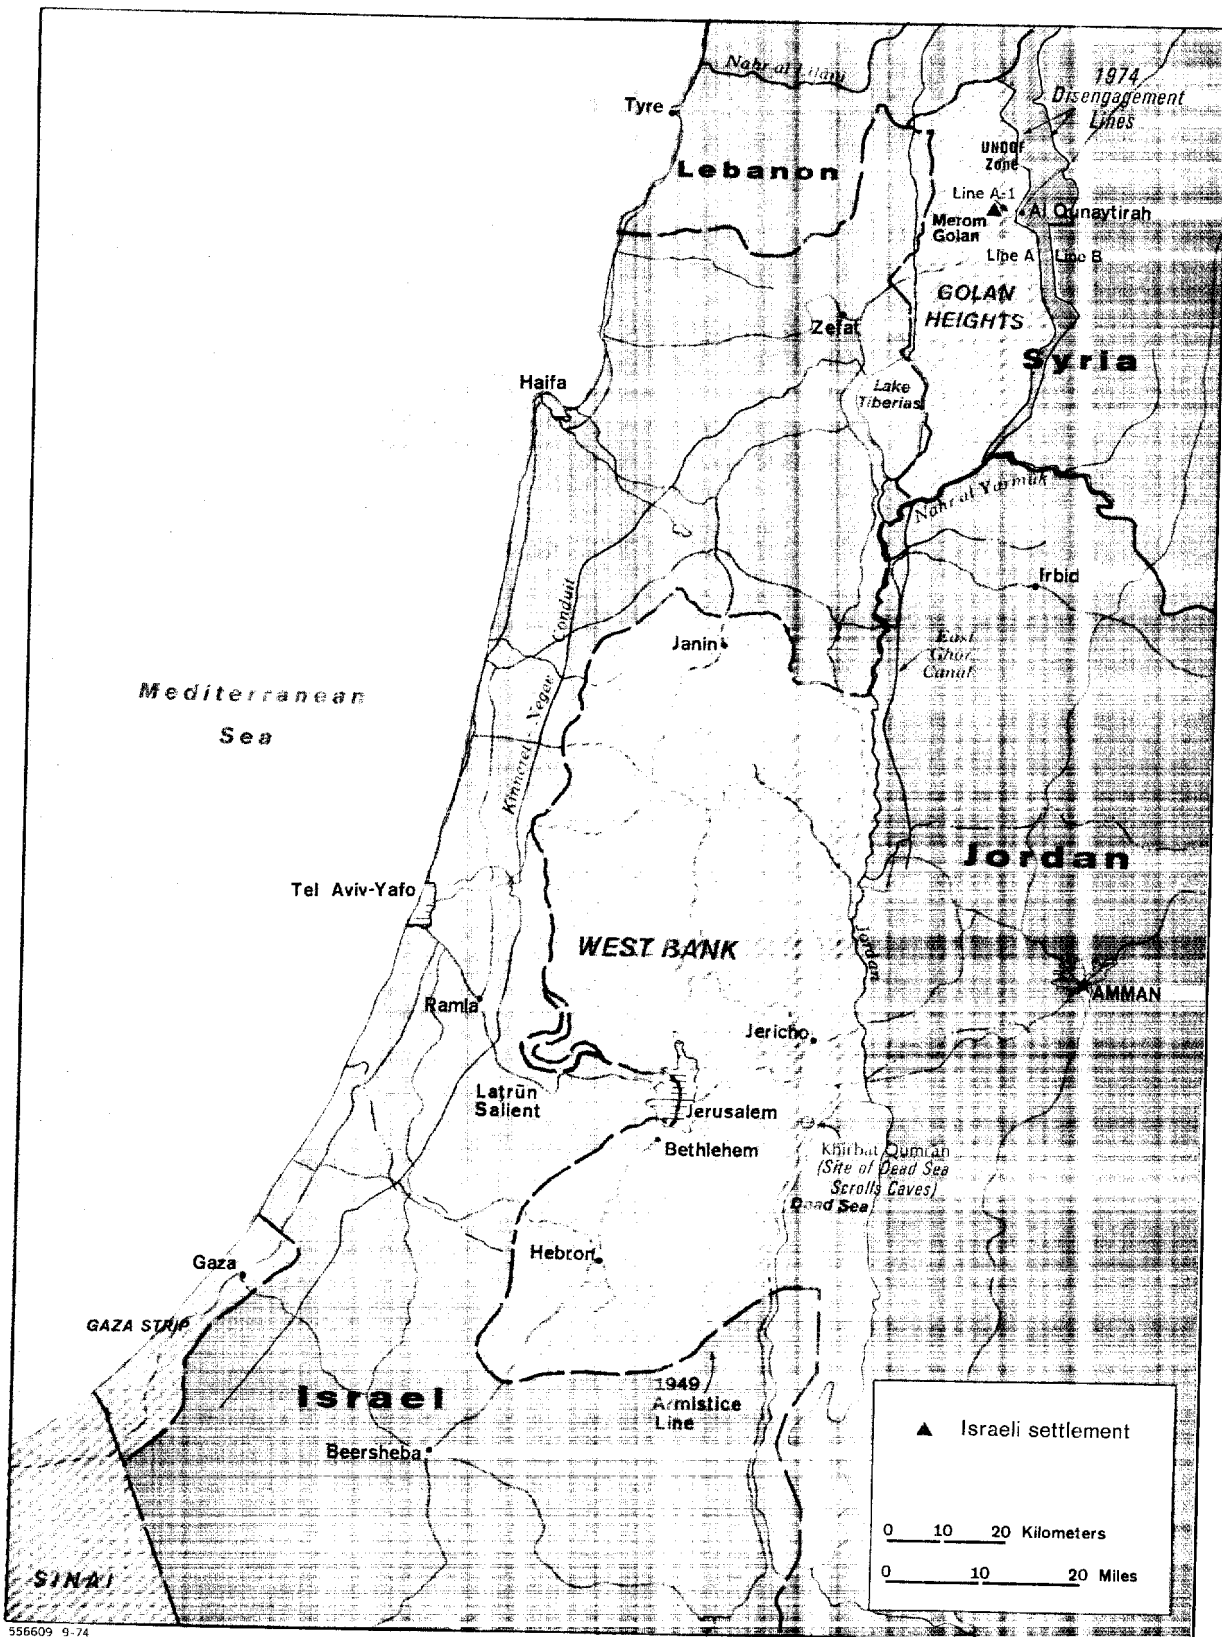 Nahr al Litani
1974
Disengagement
Lines
Tyre
UNDOF
Zone
Lebanon
Line A-1
Merom
Golan
Al Qunaytirah
Line A
Line B
GOLAN
HEIGHTS
Zefat
Syria
Haifa
Lake
Tiberias
Nahr al Yarmuk
Irbid
Conduit
Janin
East
Ghor
Canal
Mediterranean
Sea
Kinneret - Negev
Jordan
Tel Aviv-Yafo
WEST BANK
Jordan
AMMAN
Ramla
Jericho
Laṭrūn
Salient
Jerusalem
Bethlehem
Khirbat Qumrān
(Site of Dead Sea
Scrolls Caves)
Dead Sea
Hebron
Gaza
GAZA STRIP
1949
Armistice
Line
Israel
Beersheba
▲ Israeli settlement
0 10 20 Kilometers
0 10 20 Miles
SINAI
556609 9-74